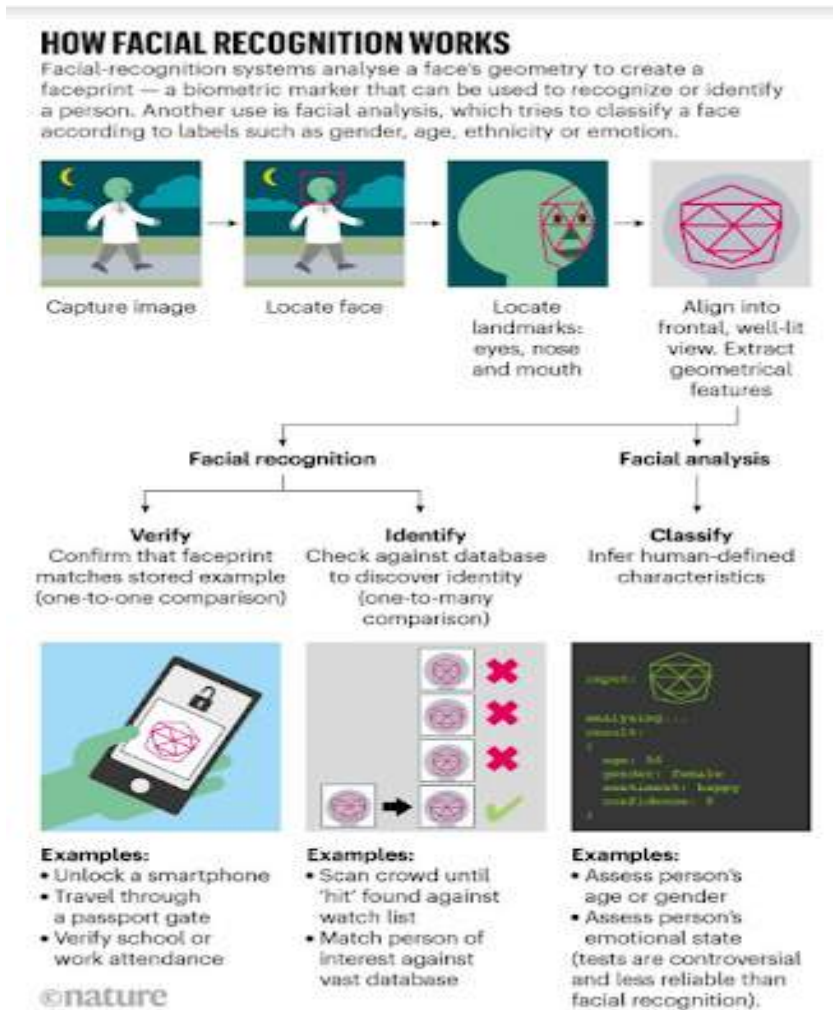 HOW FACIAL RECOGNITION WORKS
Facial-recognition systems analyse a face's geometry to create a
faceprint — a biometric marker that can be used to recognize or identify
a person. Another use is facial analysis, which tries to classify a face
according to labels such as gender, age, ethnicity or emotion.
Capture image
Locate face
Locate
landmarks:
eyes, nose
and mouth
Align into
frontal, well-lit
view. Extract
geometrical
features
Facial recognition
Facial analysis
Verify
Confirm that faceprint
matches stored example
(one-to-one comparison)
Identify
Check against database
to discover identity
(one-to-many
comparison)
Classify
Infer human-defined
characteristics
input:
analysing...
result:
{
age:
gender: female
sentiment: happy
confidence:
}
Examples:
• Unlock a smartphone
• Travel through
a passport gate
• Verify school or
work attendance
Examples:
• Scan crowd until
'hit' found against
watch list
• Match person of
interest against
vast database
Examples:
• Assess person's
age or gender
• Assess person's
emotional state
(tests are controversial
and less reliable than
facial recognition).
©nature